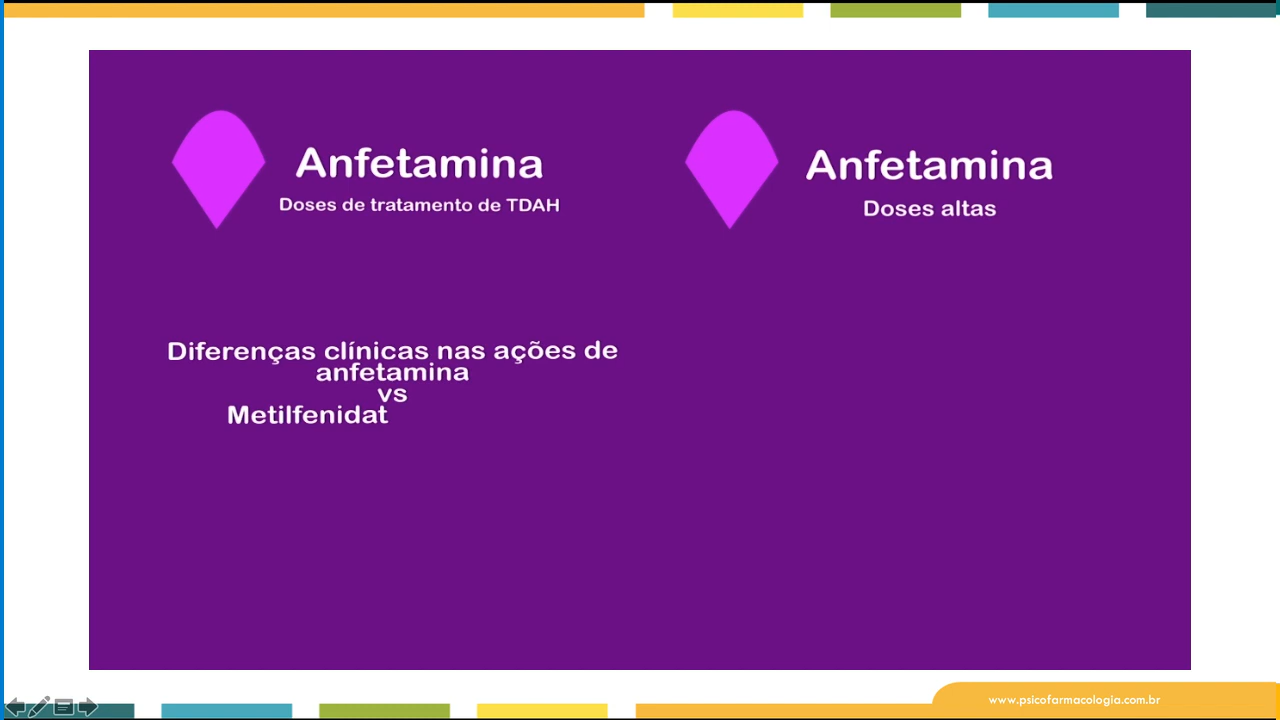 Anfetamina
Doses de tratamento de TDAH
Anfetamina
Doses altas
Diferenças clínicas nas ações de
anfetamina
vs
Metilfenidat
www.psicofarmacologia.com.br